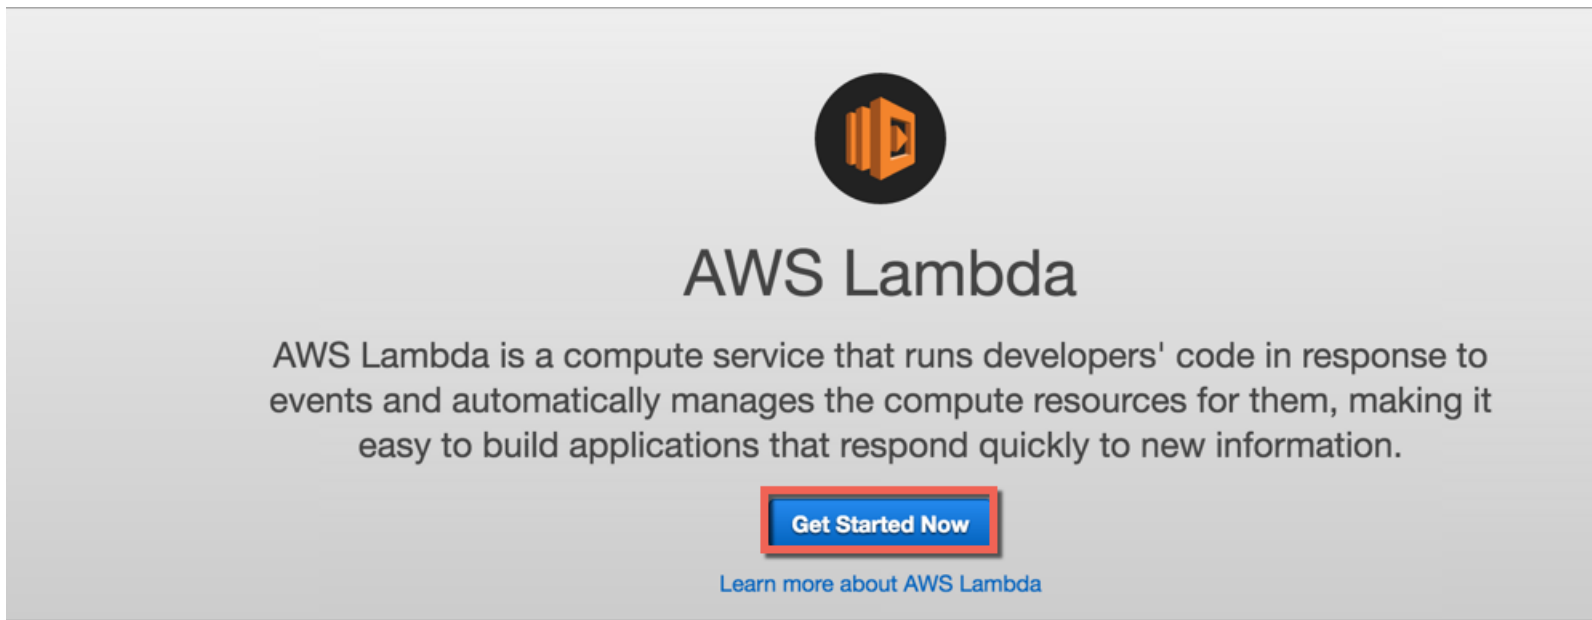 AWS Lambda
AWS Lambda is a compute service that runs developers' code in response to
events and automatically manages the compute resources for them, making it
easy to build applications that respond quickly to new information.
Get Started Now
Learn more about AWS Lambda